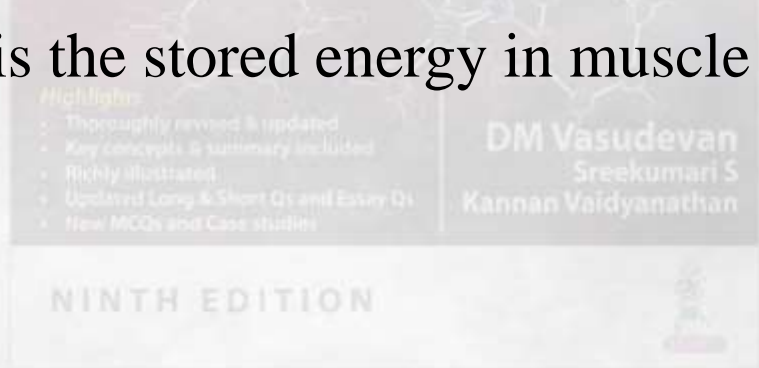 is the stored energy in muscle
Highlights
• Thoroughly revised & updated
• Key concepts & summary included
• Richly illustrated
• Updated Long & Short Qs and Essay Qs
• New MCQs and Case studies
DM Vasudevan
Sreekumari S
Kannan Vaidyanathan
NINTH EDITION